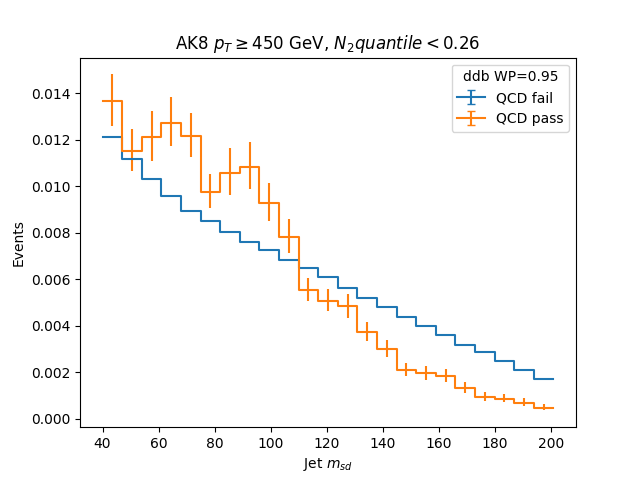 AK8 $p_T \geq 450$ GeV, $N_2quantile < 0.26$
ddb WP=0.95
QCD fail
QCD pass
Events
0.014
0.012
0.010
0.008
0.006
0.004
0.002
0.000
40 60 80 100 120 140 160 180 200
Jet $m_{sd}$